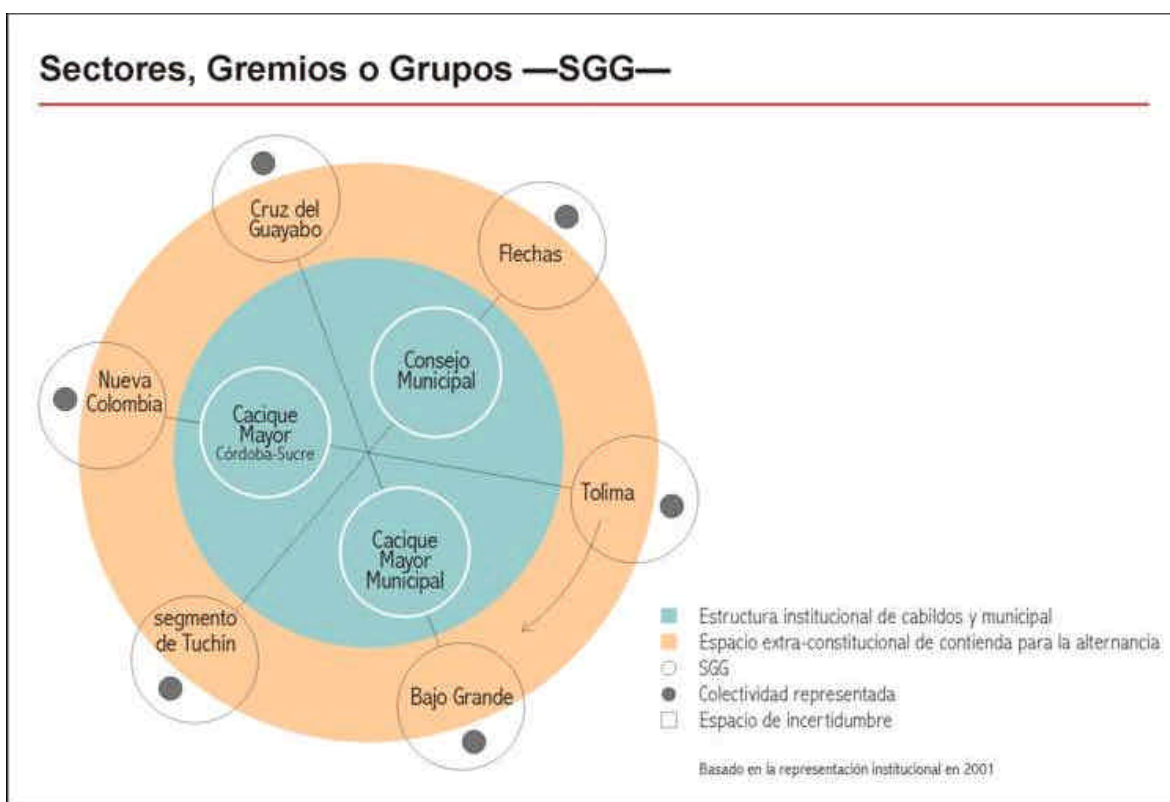 Sectores, Gremios o Grupos —SGG—
Cruz del
Guayabo
Flechas
Consejo
Municipal
Nueva
Colombia
Cacique
Mayor
Córdoba-Sucre
Tolima
Cacique
Mayor
Municipal
segmento
de Tuchín
Bajo Grande
Estructura institucional de cabildos y municipal
Espacio extra-constitucional de contienda para la alternancia
SGG
Colectividad representada
Espacio de incertidumbre
Basado en la representación institucional en 2001